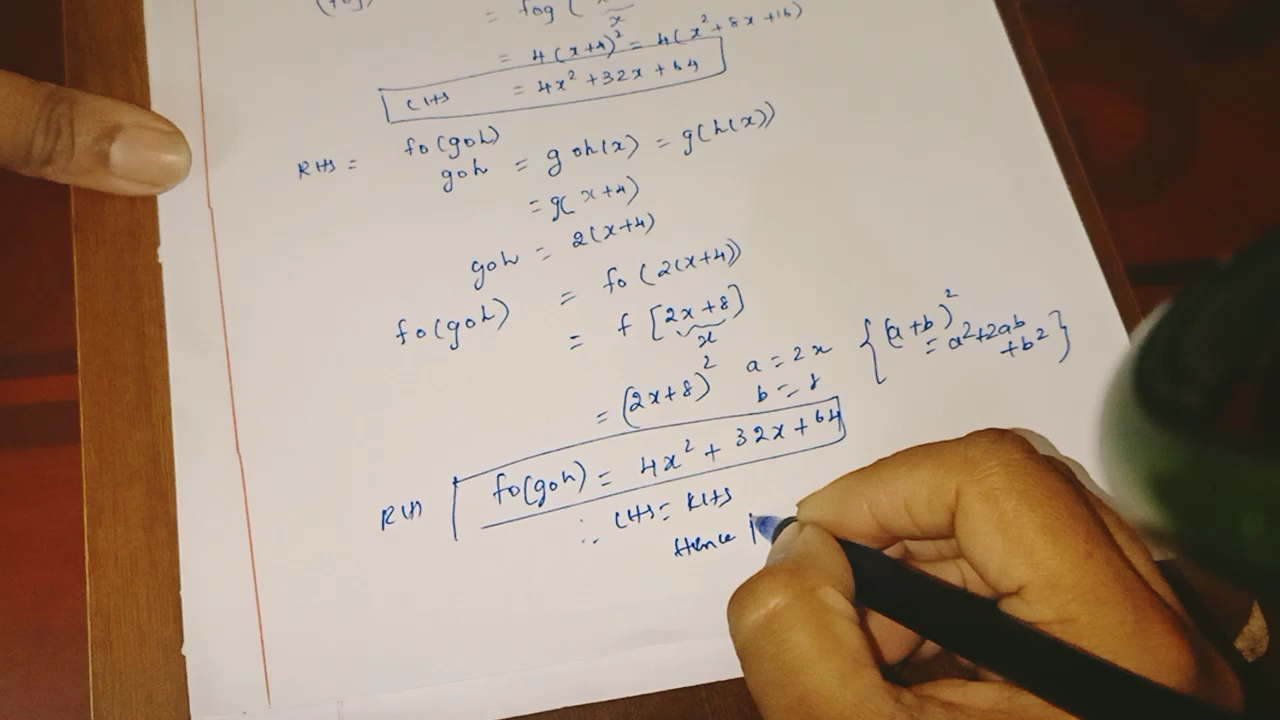 (fog)
= fog (
x
= 4(x+4)² = 4(x²+8x+16)
LHS = 4x²+32x+64
RHS = fo(goh)
goh = goh(x) = g(h(x))
= g(x+4)
goh = 2(x+4)
fo(goh) = fo(2(x+4))
= f[2x+8]
x
= (2x+8)² a = 2x {(a+b)²
b = 8 = a²+2ab
+b²}
RHS fo(goh) = 4x²+32x+64
∴ LHS = RHS
Hence